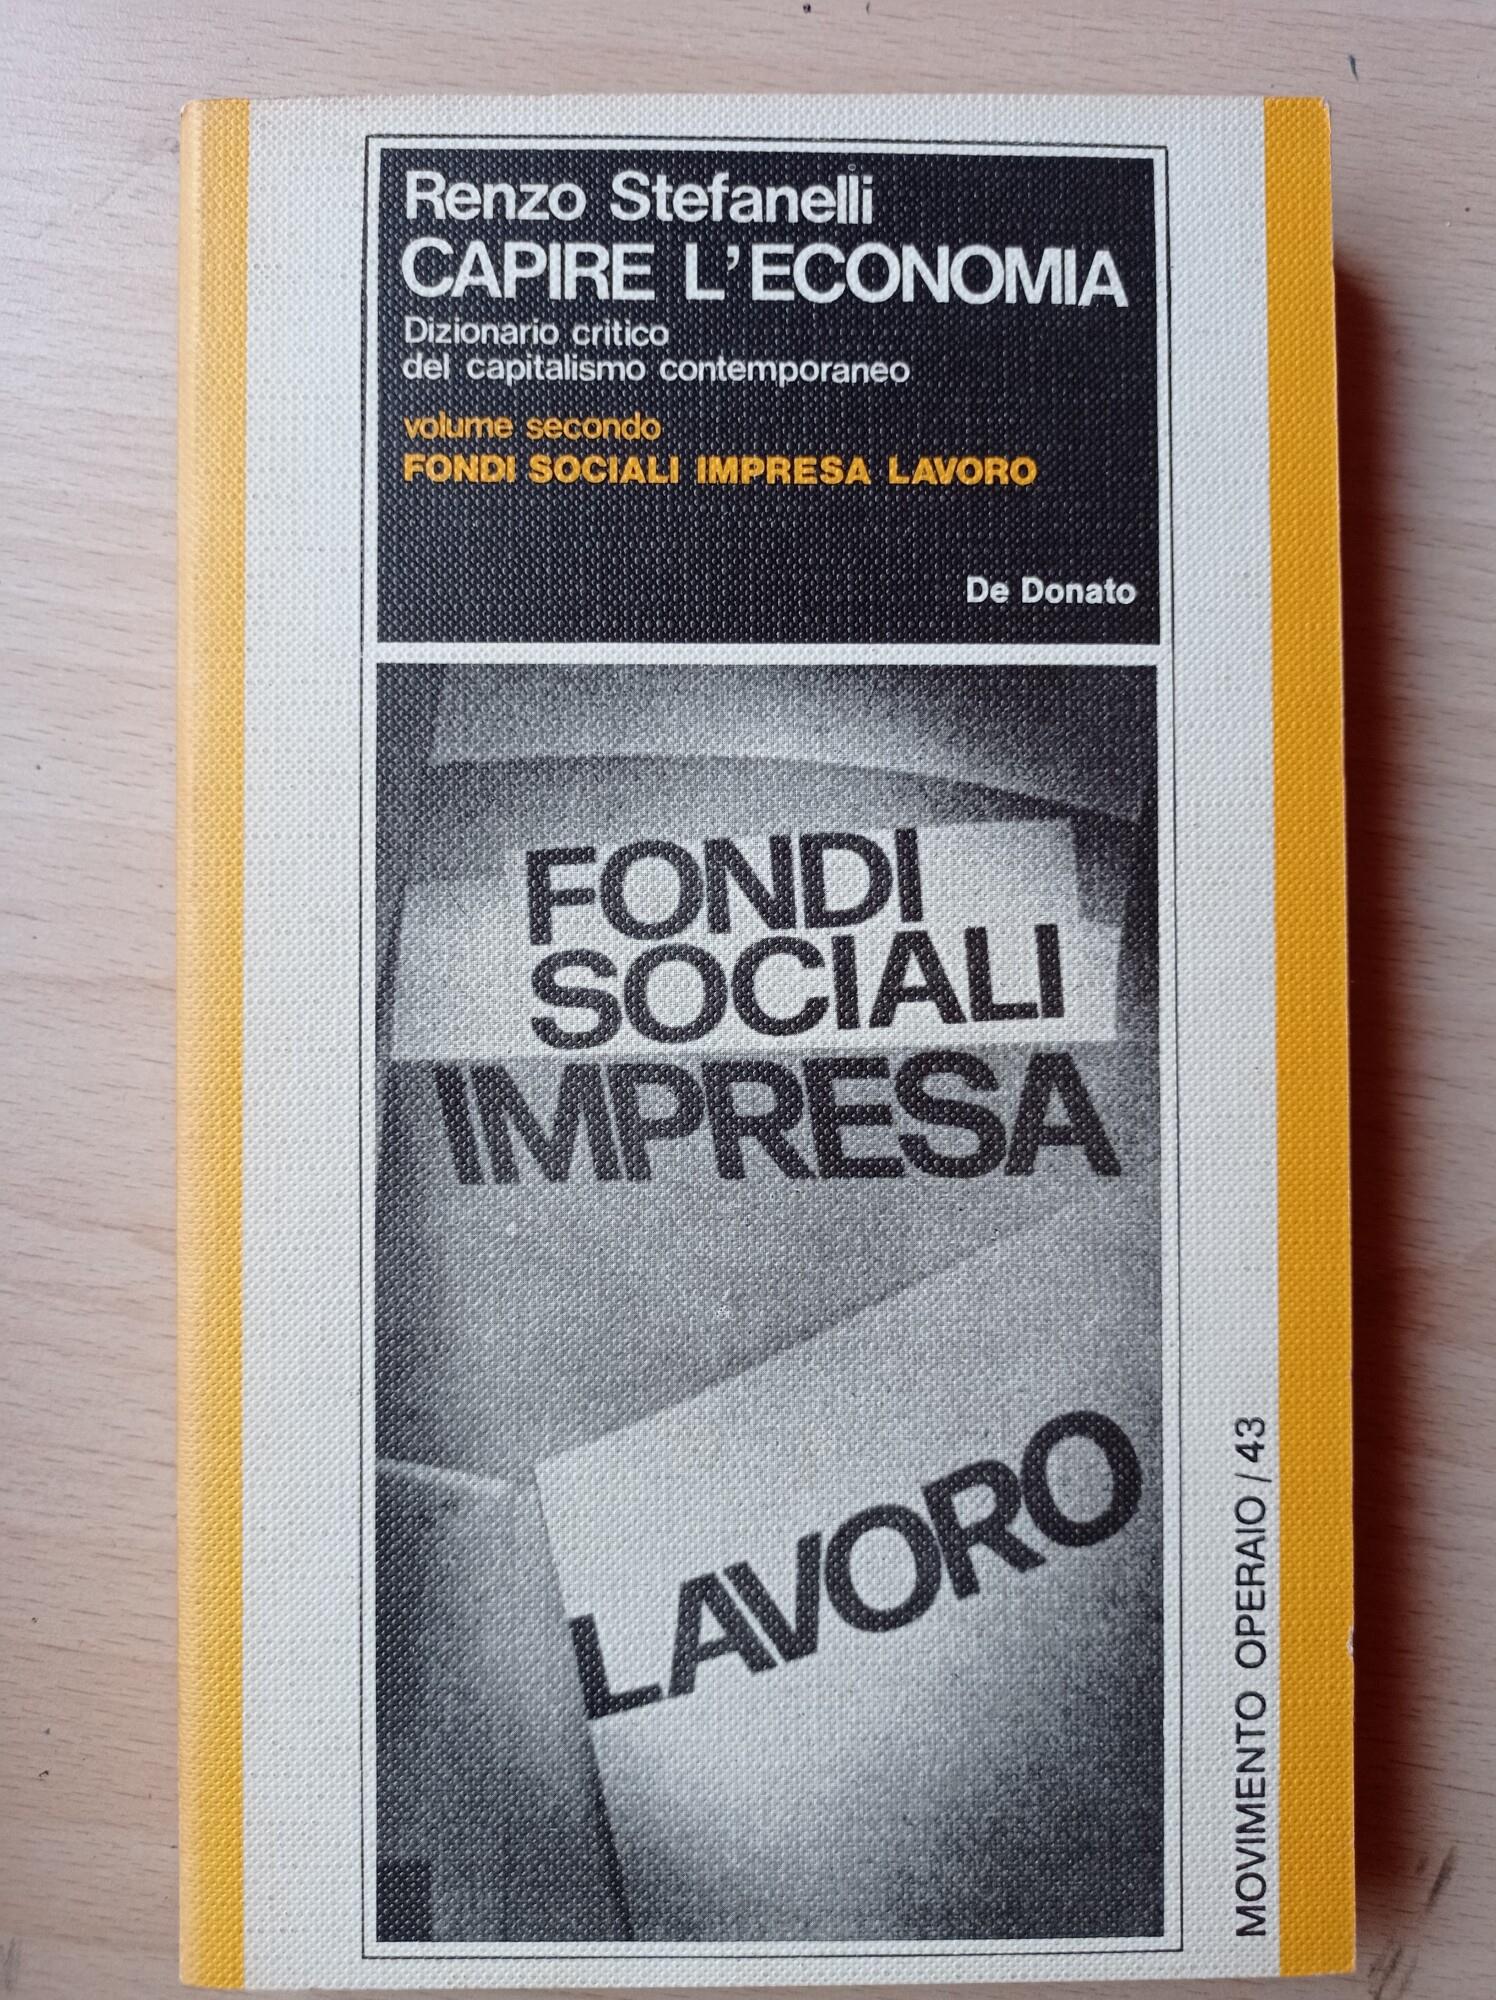 Renzo Stefanelli
CAPIRE L'ECONOMIA
Dizionario critico
del capitalismo contemporaneo
volume secondo
FONDI SOCIALI IMPRESA LAVORO
De Donato
FONDI
SOCIALI
IMPRESA
LAVORO
MOVIMENTO OPERAIO / 43